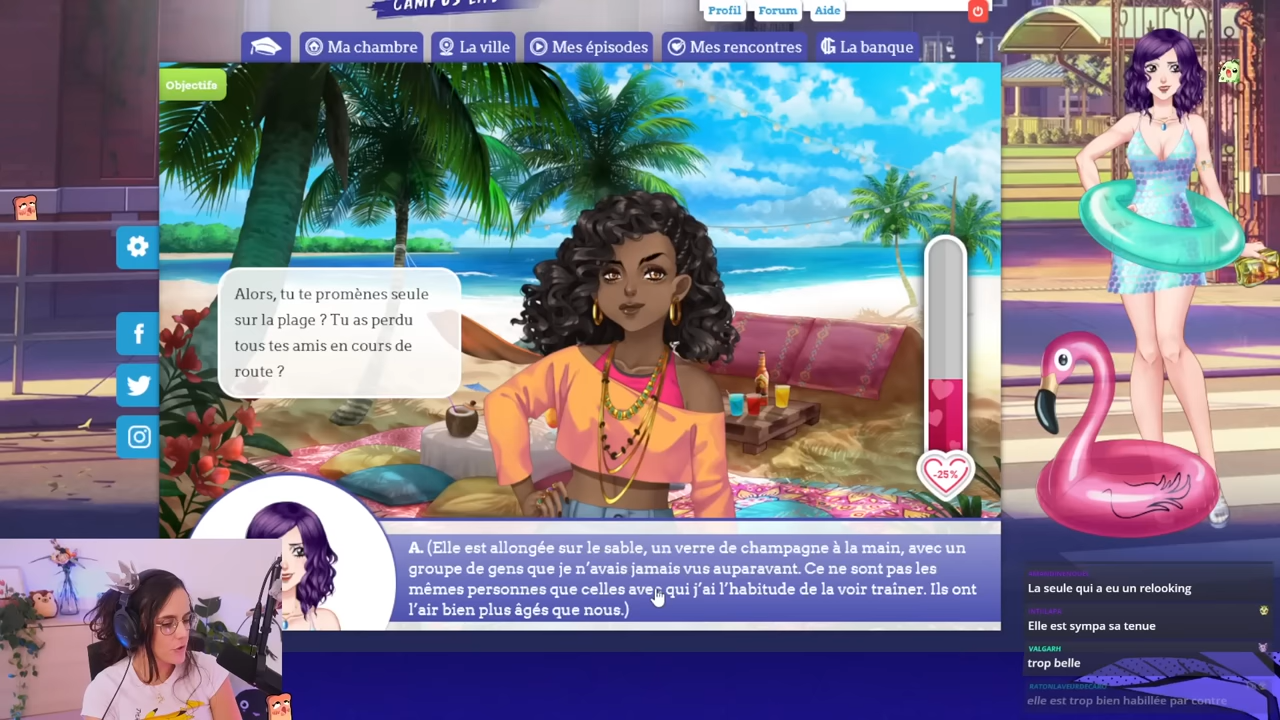 CAMPUS LIFE
Profil
Forum
Aide
Ma chambre
La ville
Mes épisodes
Mes rencontres
La banque
Objectifs
Alors, tu te promènes seule
sur la plage ? Tu as perdu
tous tes amis en cours de
route ?
-25%
A. (Elle est allongée sur le sable, un verre de champagne à la main, avec un
groupe de gens que je n'avais jamais vus auparavant. Ce ne sont pas les
mêmes personnes que celles avec qui j'ai l'habitude de la voir traîner. Ils ont
l'air bien plus âgés que nous.)
La seule qui a eu un relooking
Elle est sympa sa tenue
VALGARH
trop belle
RATONLAVEURDECARO
elle est trop bien habillée par contre